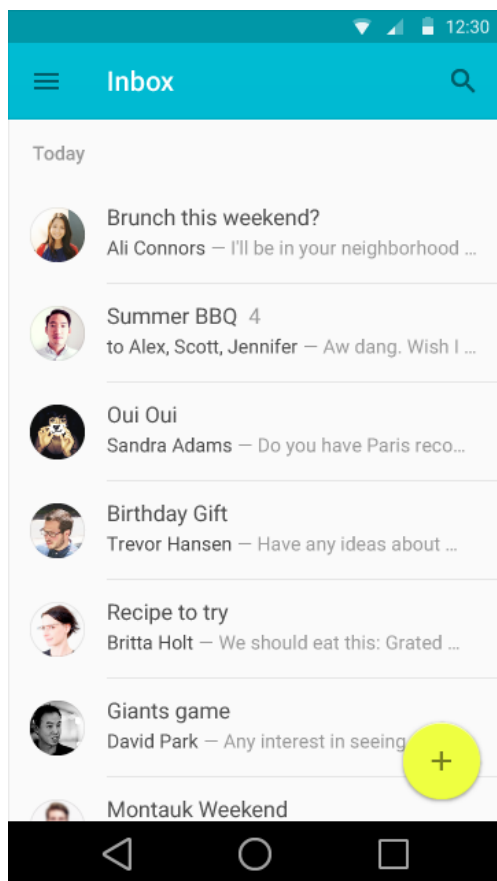 12:30
Inbox
Today
Brunch this weekend?
Ali Connors — I'll be in your neighborhood ...
Summer BBQ 4
to Alex, Scott, Jennifer — Aw dang. Wish I ...
Oui Oui
Sandra Adams — Do you have Paris reco...
Birthday Gift
Trevor Hansen — Have any ideas about ...
Recipe to try
Britta Holt — We should eat this: Grated ...
Giants game
David Park — Any interest in seeing
Montauk Weekend